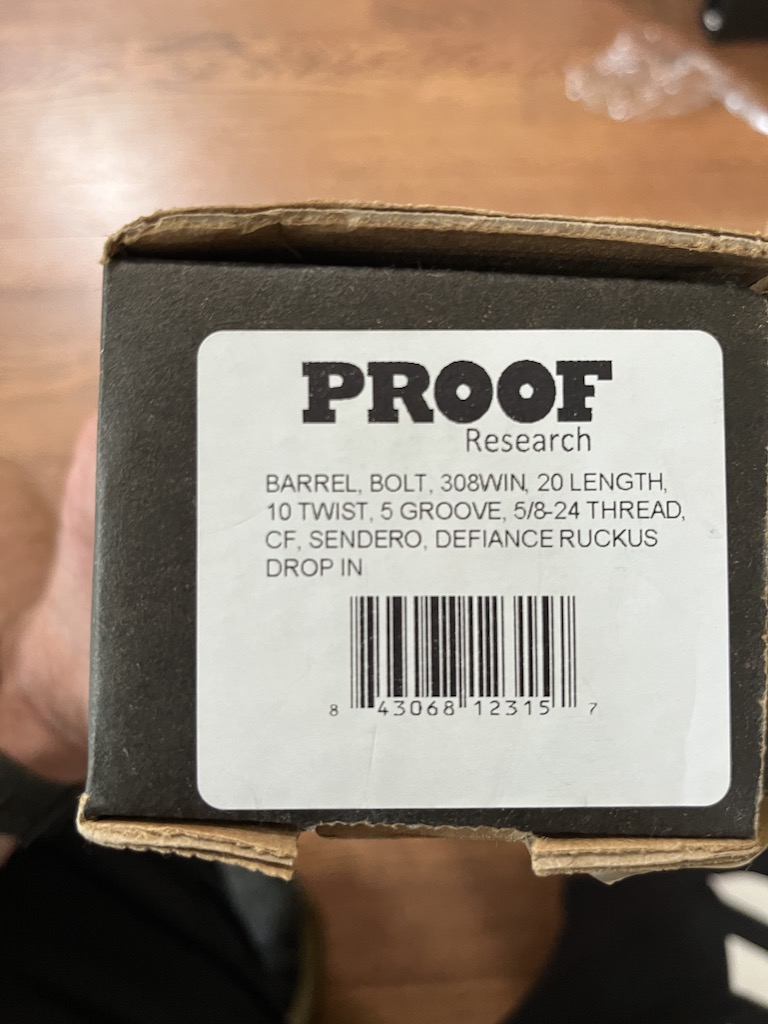 PROOF
Research
BARREL, BOLT, 308WIN, 20 LENGTH,
10 TWIST, 5 GROOVE, 5/8-24 THREAD,
CF, SENDERO, DEFIANCE RUCKUS
DROP IN
8 43068 12315 7